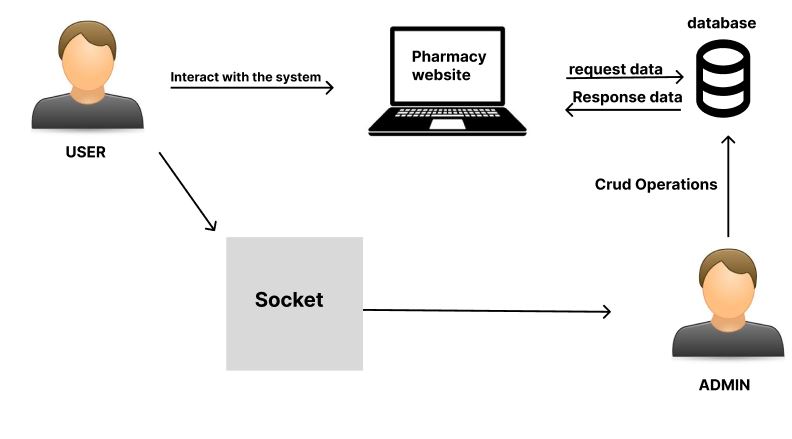 database
Pharmacy
website
Interact with the system
request data
Response data
USER
Crud Operations
Socket
ADMIN